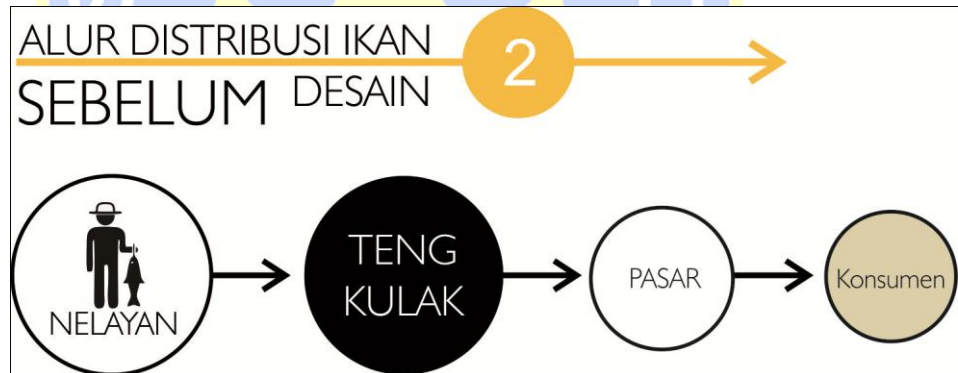 ALUR DISTRIBUSI IKAN
SEBELUM DESAIN
2
NELAYAN
TENG
KULAK
PASAR
Konsumen